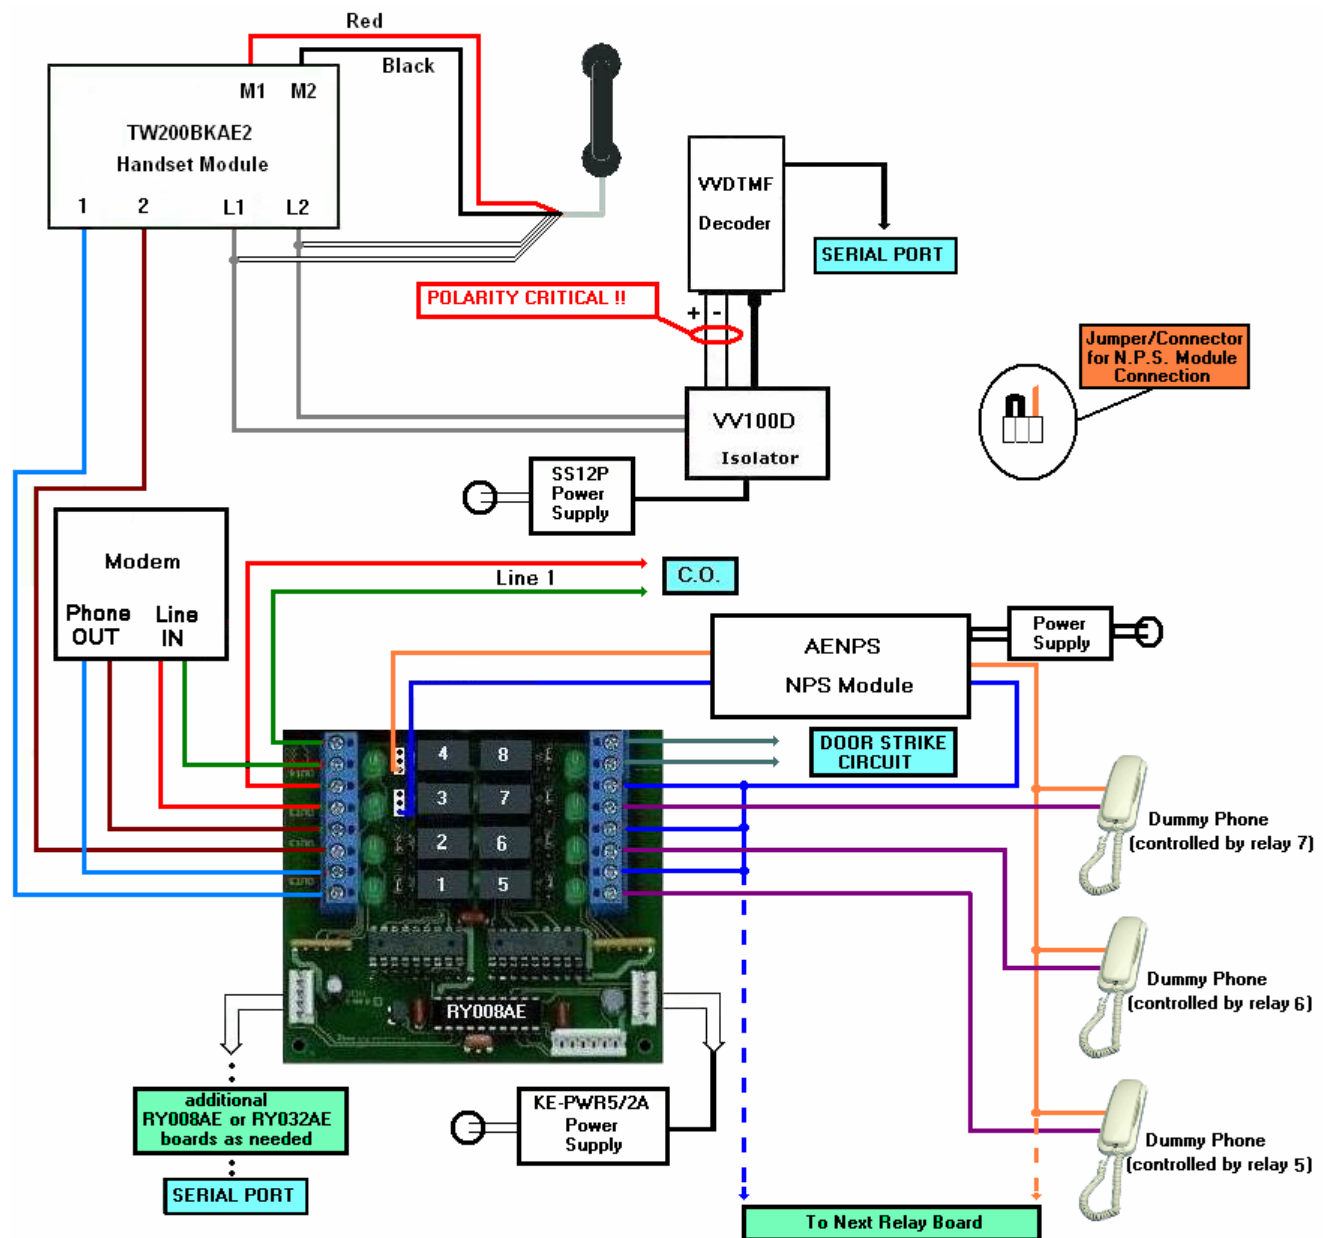 Red
Black
M1 M2
TW200BKAE2
Handset Module
1 2 L1 L2
VVDTMF
Decoder
SERIAL PORT
POLARITY CRITICAL !!
+ -
Jumper/Connector
for N.P.S. Module
Connection
VV100D
Isolator
SS12P
Power
Supply
Modem
Phone
OUT
Line
IN
Line 1
C.O.
AENPS
NPS Module
Power
Supply
DOOR STRIKE
CIRCUIT
4 8
3 7
2 6
1 5
RY008AE
Dummy Phone
(controlled by relay 7)
Dummy Phone
(controlled by relay 6)
Dummy Phone
(controlled by relay 5)
additional
RY008AE or RY032AE
boards as needed
SERIAL PORT
KE-PWR5/2A
Power
Supply
To Next Relay Board